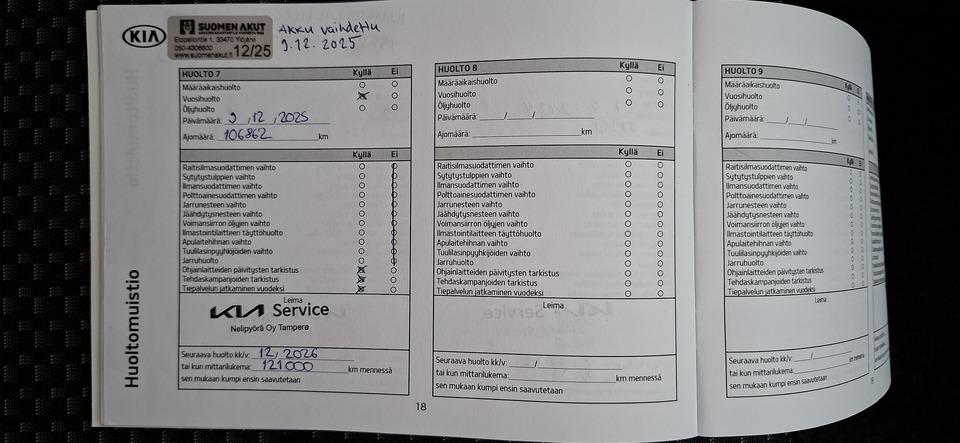 KIA
SUOMEN AKUT
Elopellontie 1, 33470 Ylöjärvi
050-4306600
www.suomenakut.fi 12/25
AKKU vaihdettu
9.12.2025
HUOLTO 7 Kyllä Ei
Määräaikaishuolto
Vuosihuolto
Öljyhuolto
Päivämäärä: 9 , 12 , 2025
Ajomäärä: 106862 km
Kyllä Ei
Raitisilmasuodattimen vaihto
Sytytystulppien vaihto
Ilmansuodattimen vaihto
Polttoainesuodattimen vaihto
Jarrunesteen vaihto
Jäähdytysnesteen vaihto
Voimansiirron öljyjen vaihto
Ilmastointilaitteen täyttöhuolto
Apulaitehihnan vaihto
Tuulilasinpyyhkijöiden vaihto
Jarruhuolto
Ohjainlaitteiden päivitysten tarkistus
Tehdaskampanjoiden tarkistus
Tiepalvelun jatkaminen vuodeksi
Leima
KIA Service
Nelipyörä Oy Tampere
Seuraava huolto kk/v: 12, 2026
tai kun mittarilukema: 121000 km mennessä
sen mukaan kumpi ensin saavutetaan
HUOLTO 8 Kyllä Ei
Määräaikaishuolto
Vuosihuolto
Öljyhuolto
Päivämäärä: / /
Ajomäärä: km
Kyllä Ei
Raitisilmasuodattimen vaihto
Sytytystulppien vaihto
Ilmansuodattimen vaihto
Polttoainesuodattimen vaihto
Jarrunesteen vaihto
Jäähdytysnesteen vaihto
Voimansiirron öljyjen vaihto
Ilmastointilaitteen täyttöhuolto
Apulaitehihnan vaihto
Tuulilasinpyyhkijöiden vaihto
Jarruhuolto
Ohjainlaitteiden päivitysten tarkistus
Tehdaskampanjoiden tarkistus
Tiepalvelun jatkaminen vuodeksi
Leima
Seuraava huolto kk/v: /
tai kun mittarilukema: km mennessä
sen mukaan kumpi ensin saavutetaan
HUOLTO 9 Kyllä Ei
Määräaikaishuolto
Vuosihuolto
Öljyhuolto
Päivämäärä: / /
Ajomäärä: km
Kyllä Ei
Raitisilmasuodattimen vaihto
Sytytystulppien vaihto
Ilmansuodattimen vaihto
Polttoainesuodattimen vaihto
Jarrunesteen vaihto
Jäähdytysnesteen vaihto
Voimansiirron öljyjen vaihto
Ilmastointilaitteen täyttöhuolto
Apulaitehihnan vaihto
Tuulilasinpyyhkijöiden vaihto
Jarruhuolto
Ohjainlaitteiden päivitysten tarkistus
Tehdaskampanjoiden tarkistus
Tiepalvelun jatkaminen vuodeksi
Leima
Seuraava huolto kk/v: /
tai kun mittarilukema: km mennessä
sen mukaan kumpi ensin saavutetaan
Huoltomuistio
18